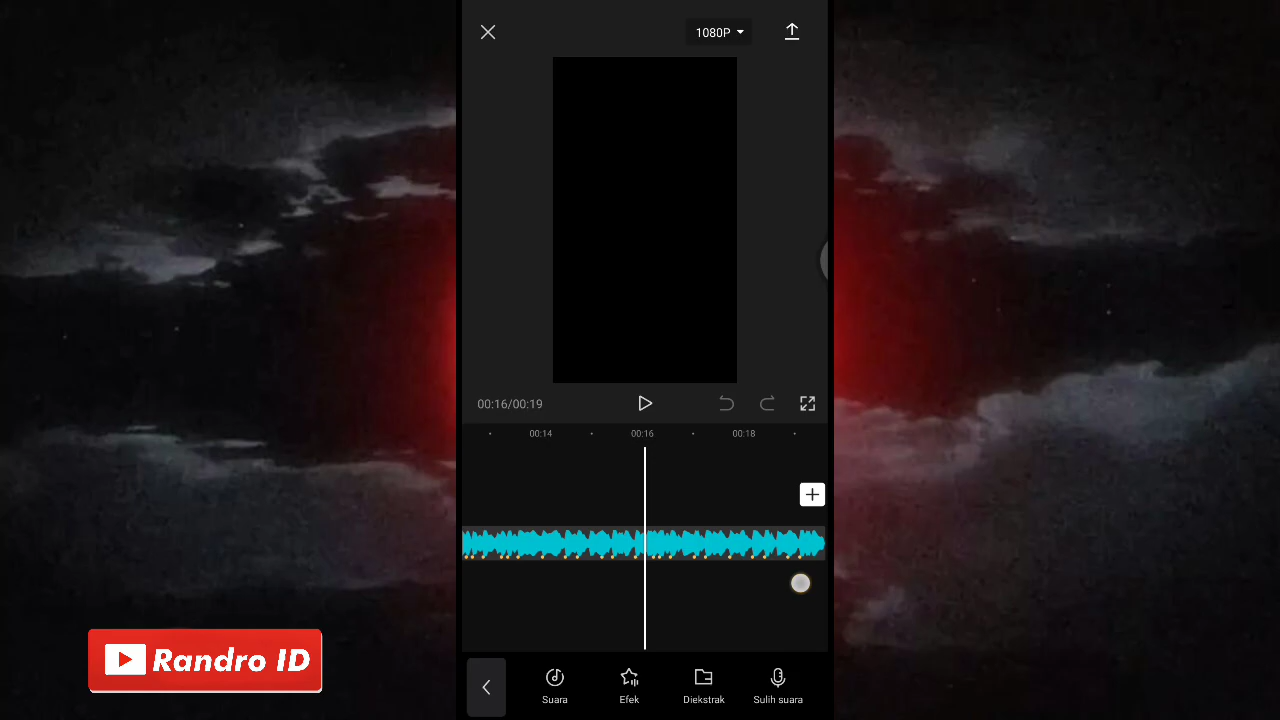 1080P
00:16/00:19
00:14
00:16
00:18
Suara
Efek
Diekstrak
Sulih suara
Randro ID